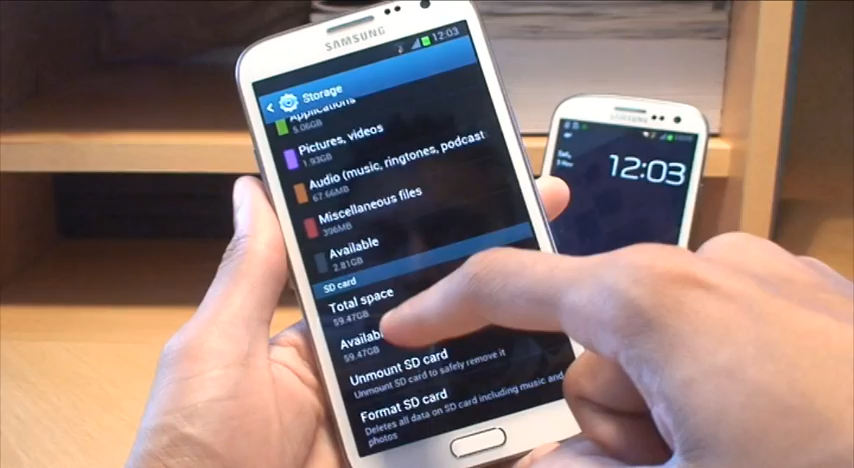 SAMSUNG
12:03
Storage
Applications
5.06GB
Pictures, videos
1.93GB
Audio (music, ringtones, podcast
67.66MB
Miscellaneous files
396MB
Available
2.81GB
SD card
Total space
59.47GB
Availab
59.47GB
Unmount SD card
Unmount SD card to safely remove it
Format SD card
Deletes all data on SD card including music and
photos
SAMSUNG
12:03